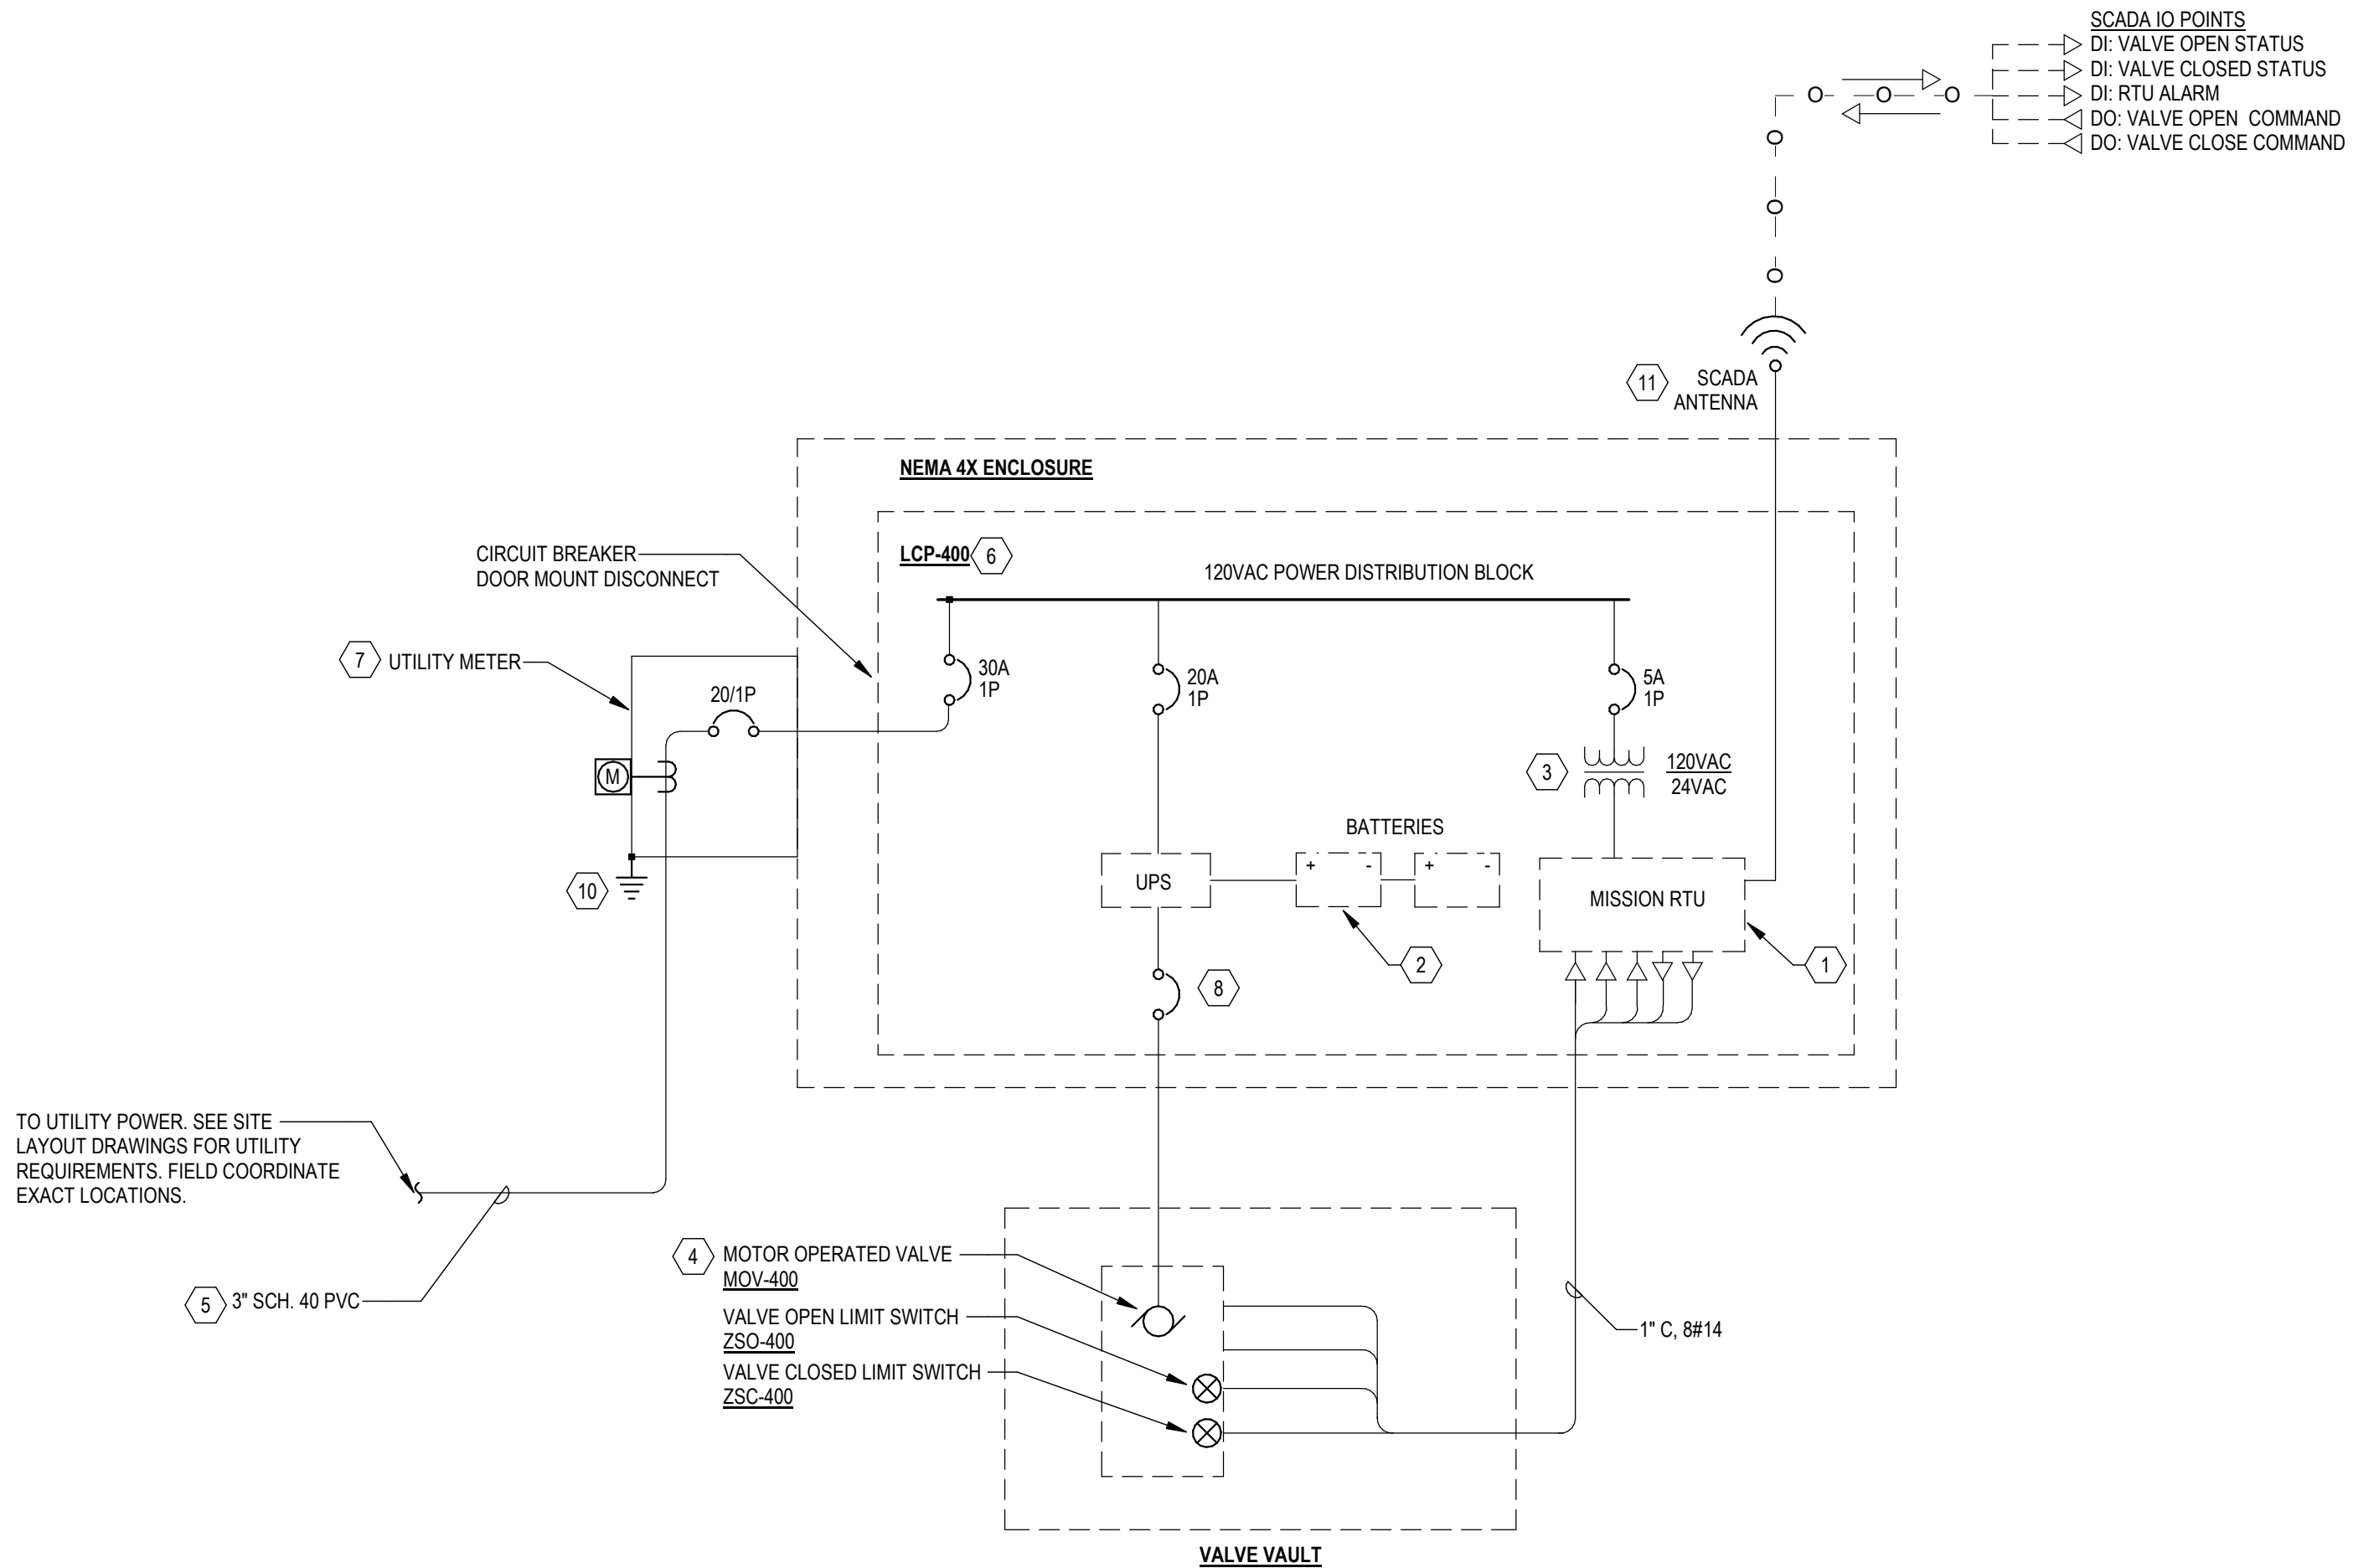 SCADA IO POINTS
DI: VALVE OPEN STATUS
DI: VALVE CLOSED STATUS
DI: RTU ALARM
DO: VALVE OPEN  COMMAND
DO: VALVE CLOSE COMMAND
11
SCADA
ANTENNA
NEMA 4X ENCLOSURE
CIRCUIT BREAKER
DOOR MOUNT DISCONNECT
LCP-400
6
120VAC POWER DISTRIBUTION BLOCK
7
UTILITY METER
20/1P
30A
1P
20A
1P
5A
1P
M
3
120VAC
24VAC
BATTERIES
+ -
+ -
UPS
MISSION RTU
10
2
1
8
TO UTILITY POWER. SEE SITE
LAYOUT DRAWINGS FOR UTILITY
REQUIREMENTS. FIELD COORDINATE
EXACT LOCATIONS.
5
3" SCH. 40 PVC
4
MOTOR OPERATED VALVE
MOV-400
VALVE OPEN LIMIT SWITCH
ZSO-400
VALVE CLOSED LIMIT SWITCH
ZSC-400
1" C, 8#14
VALVE VAULT